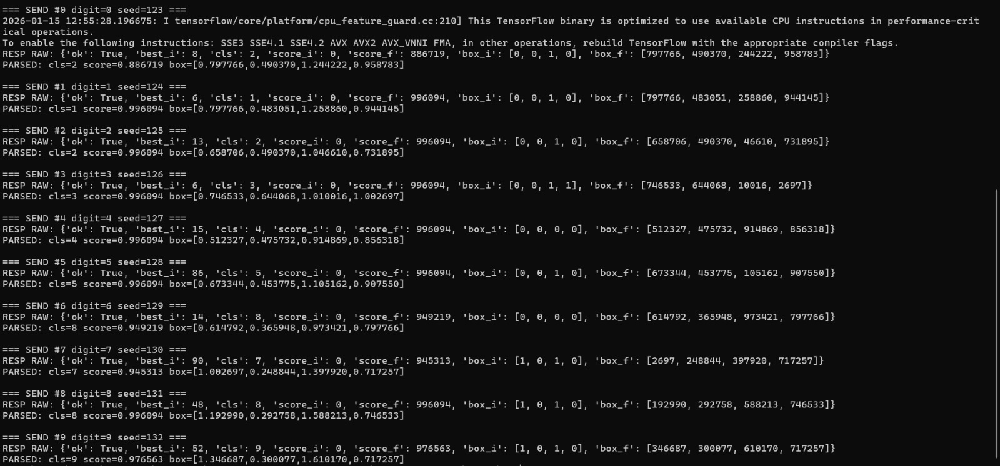 === SEND #0 digit=0 seed=123 ===
2026-01-15 12:55:28.196675: I tensorflow/core/platform/cpu_feature_guard.cc:210] This TensorFlow binary is optimized to use available CPU instructions in performance-crit
ical operations.
To enable the following instructions: SSE3 SSE4.1 SSE4.2 AVX AVX2 AVX_VNNI FMA, in other operations, rebuild TensorFlow with the appropriate compiler flags.
RESP RAW: {'ok': True, 'best_i': 8, 'cls': 2, 'score_i': 0, 'score_f': 886719, 'box_i': [0, 0, 1, 0], 'box_f': [797766, 490370, 244222, 958783]}
PARSED: cls=2 score=0.886719 box=[0.797766,0.490370,1.244222,0.958783]

=== SEND #1 digit=1 seed=124 ===
RESP RAW: {'ok': True, 'best_i': 6, 'cls': 1, 'score_i': 0, 'score_f': 996094, 'box_i': [0, 0, 1, 0], 'box_f': [797766, 483051, 258860, 944145]}
PARSED: cls=1 score=0.996094 box=[0.797766,0.483051,1.258860,0.944145]

=== SEND #2 digit=2 seed=125 ===
RESP RAW: {'ok': True, 'best_i': 13, 'cls': 2, 'score_i': 0, 'score_f': 996094, 'box_i': [0, 0, 1, 0], 'box_f': [658706, 490370, 46610, 731895]}
PARSED: cls=2 score=0.996094 box=[0.658706,0.490370,1.046610,0.731895]

=== SEND #3 digit=3 seed=126 ===
RESP RAW: {'ok': True, 'best_i': 6, 'cls': 3, 'score_i': 0, 'score_f': 996094, 'box_i': [0, 0, 1, 1], 'box_f': [746533, 644068, 10016, 2697]}
PARSED: cls=3 score=0.996094 box=[0.746533,0.644068,1.010016,1.002697]

=== SEND #4 digit=4 seed=127 ===
RESP RAW: {'ok': True, 'best_i': 15, 'cls': 4, 'score_i': 0, 'score_f': 996094, 'box_i': [0, 0, 0, 0], 'box_f': [512327, 475732, 914869, 856318]}
PARSED: cls=4 score=0.996094 box=[0.512327,0.475732,0.914869,0.856318]

=== SEND #5 digit=5 seed=128 ===
RESP RAW: {'ok': True, 'best_i': 86, 'cls': 5, 'score_i': 0, 'score_f': 996094, 'box_i': [0, 0, 1, 0], 'box_f': [673344, 453775, 105162, 907550]}
PARSED: cls=5 score=0.996094 box=[0.673344,0.453775,1.105162,0.907550]

=== SEND #6 digit=6 seed=129 ===
RESP RAW: {'ok': True, 'best_i': 14, 'cls': 8, 'score_i': 0, 'score_f': 949219, 'box_i': [0, 0, 0, 0], 'box_f': [614792, 365948, 973421, 797766]}
PARSED: cls=8 score=0.949219 box=[0.614792,0.365948,0.973421,0.797766]

=== SEND #7 digit=7 seed=130 ===
RESP RAW: {'ok': True, 'best_i': 90, 'cls': 7, 'score_i': 0, 'score_f': 945313, 'box_i': [1, 0, 1, 0], 'box_f': [2697, 248844, 397920, 717257]}
PARSED: cls=7 score=0.945313 box=[1.002697,0.248844,1.397920,0.717257]

=== SEND #8 digit=8 seed=131 ===
RESP RAW: {'ok': True, 'best_i': 48, 'cls': 8, 'score_i': 0, 'score_f': 996094, 'box_i': [1, 0, 1, 0], 'box_f': [192990, 292758, 588213, 746533]}
PARSED: cls=8 score=0.996094 box=[1.192990,0.292758,1.588213,0.746533]

=== SEND #9 digit=9 seed=132 ===
RESP RAW: {'ok': True, 'best_i': 52, 'cls': 9, 'score_i': 0, 'score_f': 976563, 'box_i': [1, 0, 1, 0], 'box_f': [346687, 300077, 610170, 717257]}
PARSED: cls=9 score=0.976563 box=[1.346687,0.300077,1.610170,0.717257]